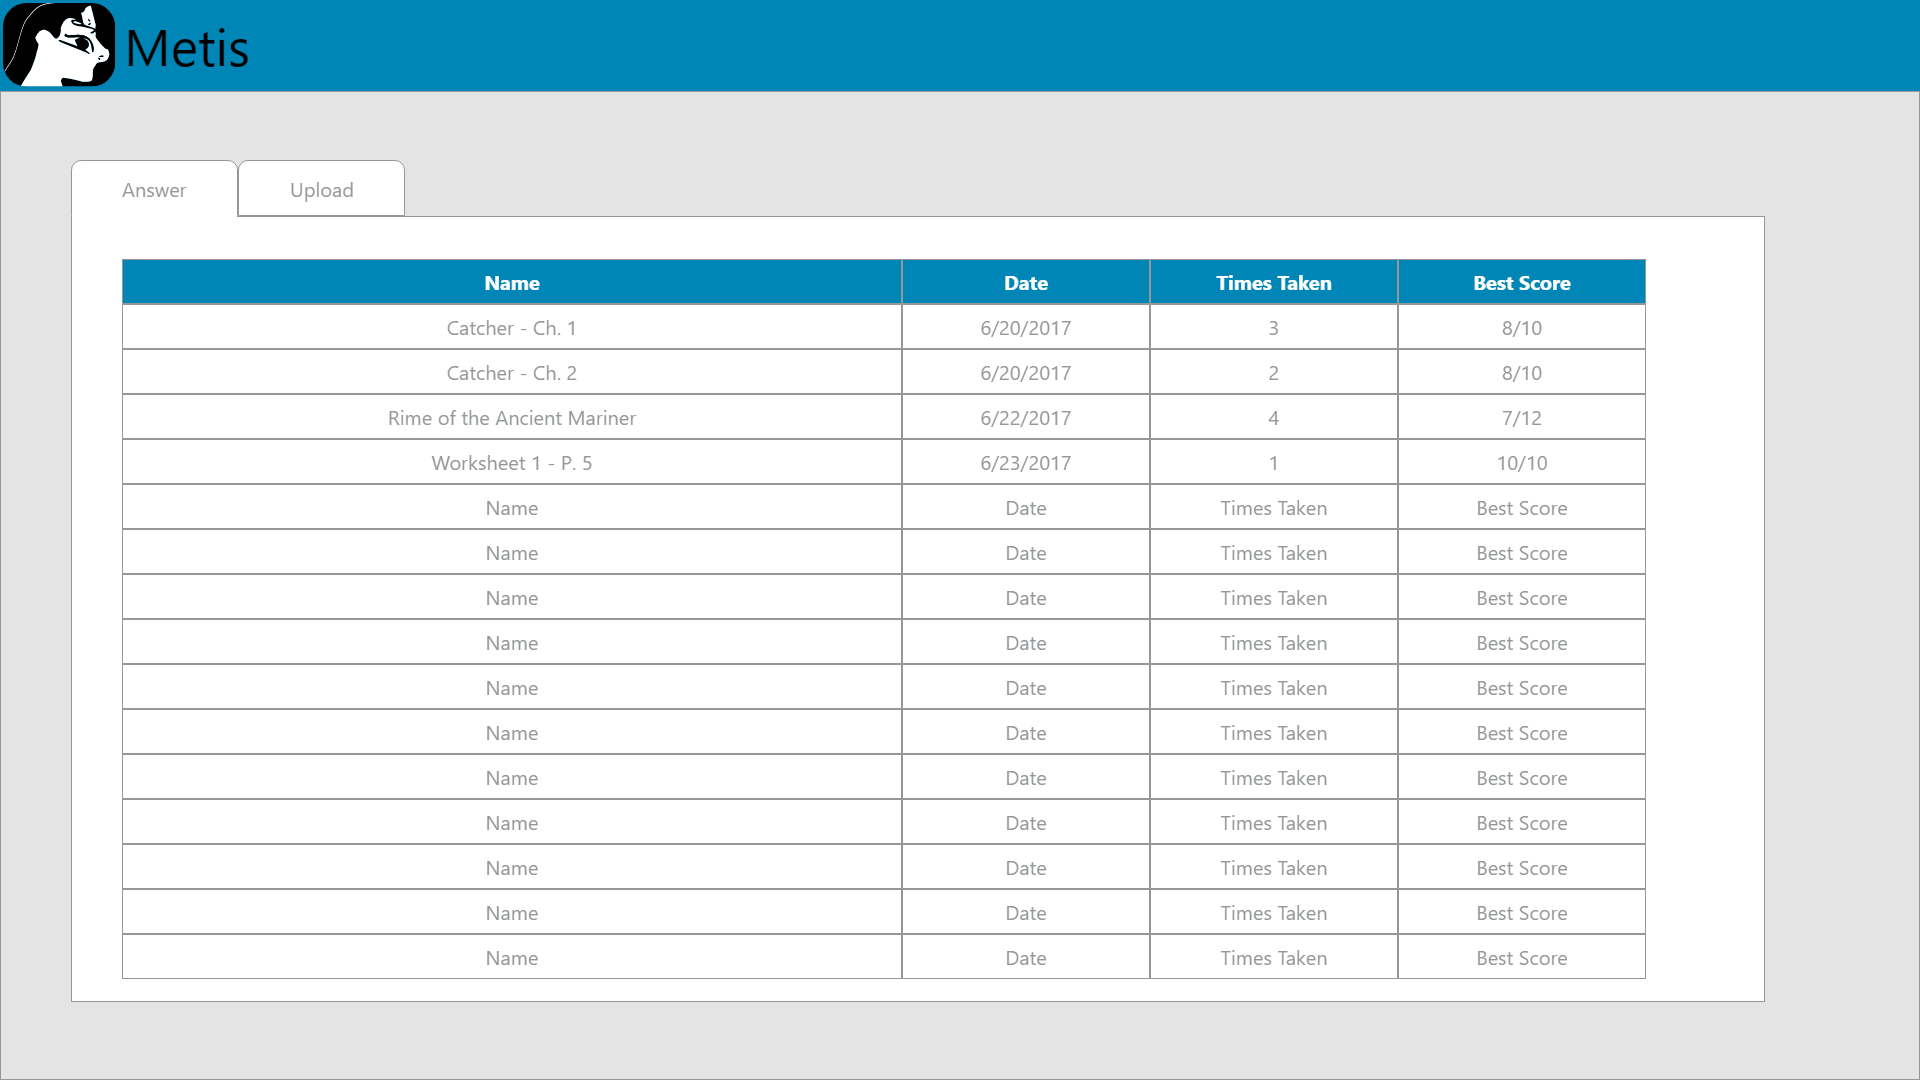 Metis
Answer Upload
Name Date Times Taken Best Score
Catcher - Ch. 1 6/20/2017 3 8/10
Catcher - Ch. 2 6/20/2017 2 8/10
Rime of the Ancient Mariner 6/22/2017 4 7/12
Worksheet 1 - P. 5 6/23/2017 1 10/10
Name Date Times Taken Best Score
Name Date Times Taken Best Score
Name Date Times Taken Best Score
Name Date Times Taken Best Score
Name Date Times Taken Best Score
Name Date Times Taken Best Score
Name Date Times Taken Best Score
Name Date Times Taken Best Score
Name Date Times Taken Best Score
Name Date Times Taken Best Score
Name Date Times Taken Best Score